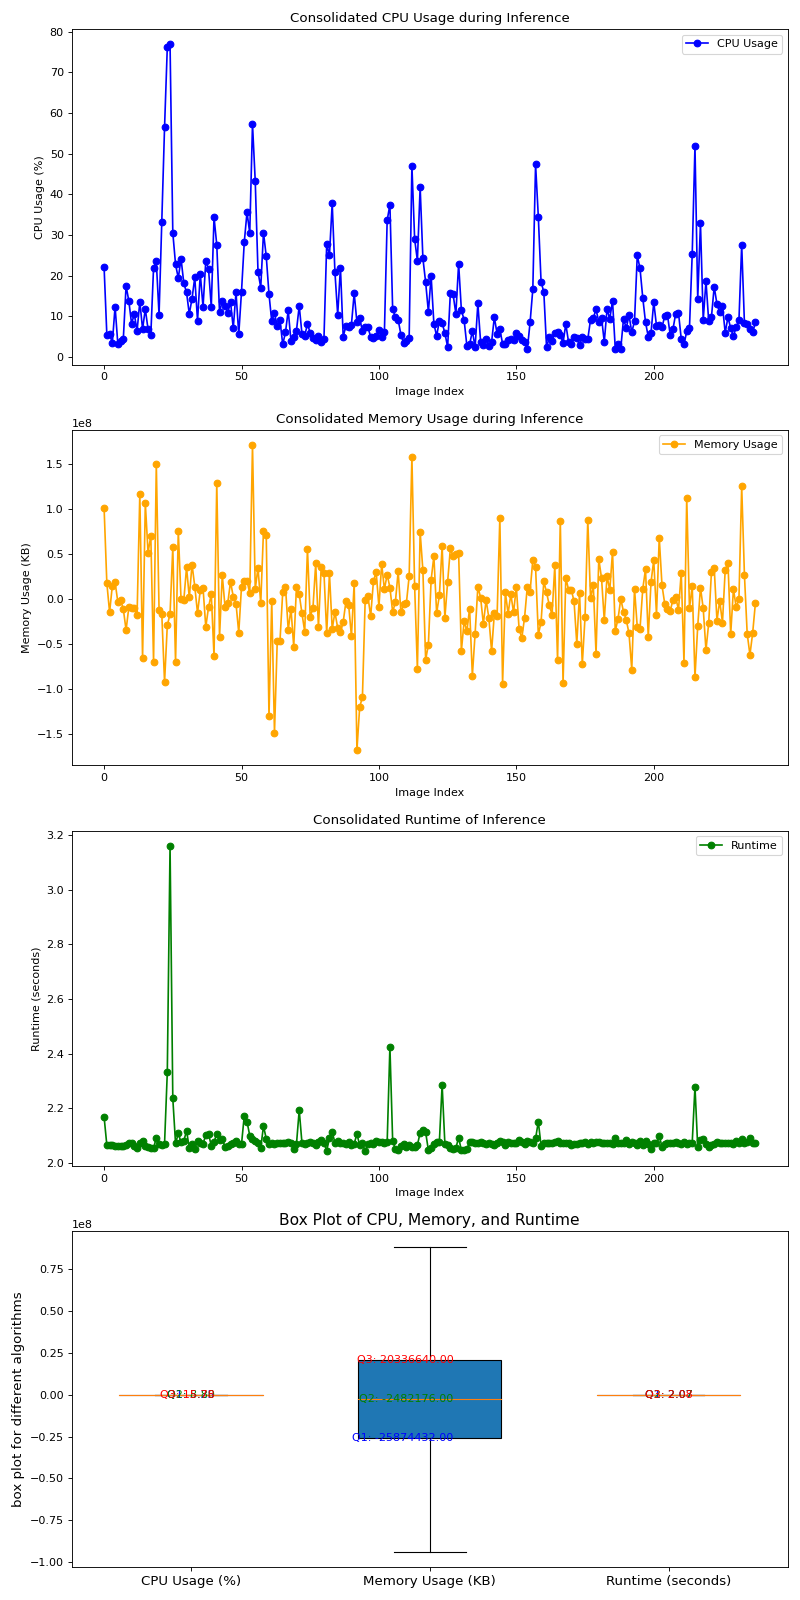 Consolidated CPU Usage during Inference
80
70
60
50
40
30
20
10
0
CPU Usage (%)
CPU Usage
0 50 100 150 200
Image Index
Consolidated Memory Usage during Inference
1e8
1.5
1.0
0.5
0.0
−0.5
−1.0
−1.5
Memory Usage (KB)
Memory Usage
0 50 100 150 200
Image Index
Consolidated Runtime of Inference
3.2
3.0
2.8
2.6
2.4
2.2
2.0
Runtime (seconds)
Runtime
0 50 100 150 200
Image Index
Box Plot of CPU, Memory, and Runtime
1e8
0.75
0.50
0.25
0.00
−0.25
−0.50
−0.75
−1.00
box plot for different algorithms
Q3: 20336640.00
Q2: -2482176.00
Q1: -25874432.00
CPU Usage (%) Memory Usage (KB) Runtime (seconds)